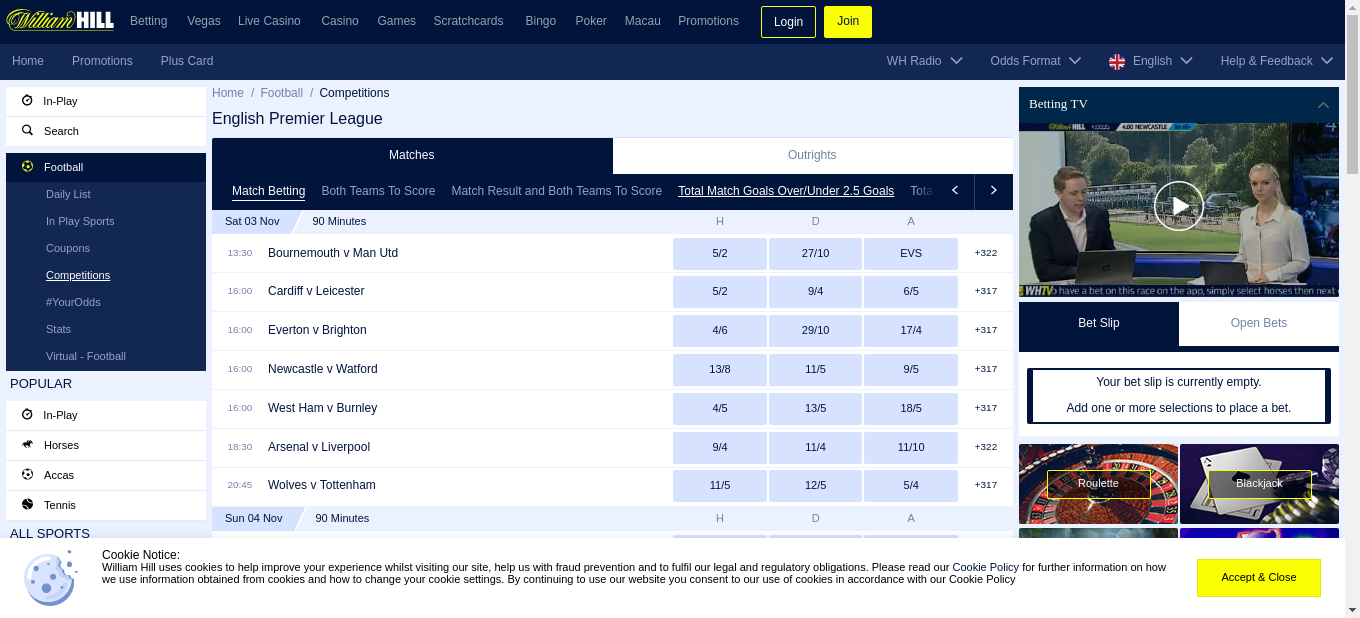 William HILL Betting Vegas Live Casino Casino Games Scratchcards Bingo Poker Macau Promotions Login Join
Home Promotions Plus Card WH Radio Odds Format English Help & Feedback
In-Play
Search
Football
Daily List
In Play Sports
Coupons
Competitions
#YourOdds
Stats
Virtual - Football
POPULAR
In-Play
Horses
Accas
Tennis
ALL SPORTS
Home / Football / Competitions
English Premier League
Matches Outrights
Match Betting Both Teams To Score Match Result and Both Teams To Score Total Match Goals Over/Under 2.5 Goals Tota
Sat 03 Nov 90 Minutes H D A
13:30 Bournemouth v Man Utd 5/2 27/10 EVS +322
16:00 Cardiff v Leicester 5/2 9/4 6/5 +317
16:00 Everton v Brighton 4/6 29/10 17/4 +317
16:00 Newcastle v Watford 13/8 11/5 9/5 +317
16:00 West Ham v Burnley 4/5 13/5 18/5 +317
18:30 Arsenal v Liverpool 9/4 11/4 11/10 +322
20:45 Wolves v Tottenham 11/5 12/5 5/4 +317
Sun 04 Nov 90 Minutes H D A
Betting TV
William HILL 4.00 NEWCASTLE
WHTV have a bet on this race on the app, simply select horses then next
Bet Slip Open Bets
Your bet slip is currently empty.
Add one or more selections to place a bet.
Roulette Blackjack
Cookie Notice:
William Hill uses cookies to help improve your experience whilst visiting our site, help us with fraud prevention and to fulfil our legal and regulatory obligations. Please read our Cookie Policy for further information on how
we use information obtained from cookies and how to change your cookie settings. By continuing to use our website you consent to our use of cookies in accordance with our Cookie Policy
Accept & Close